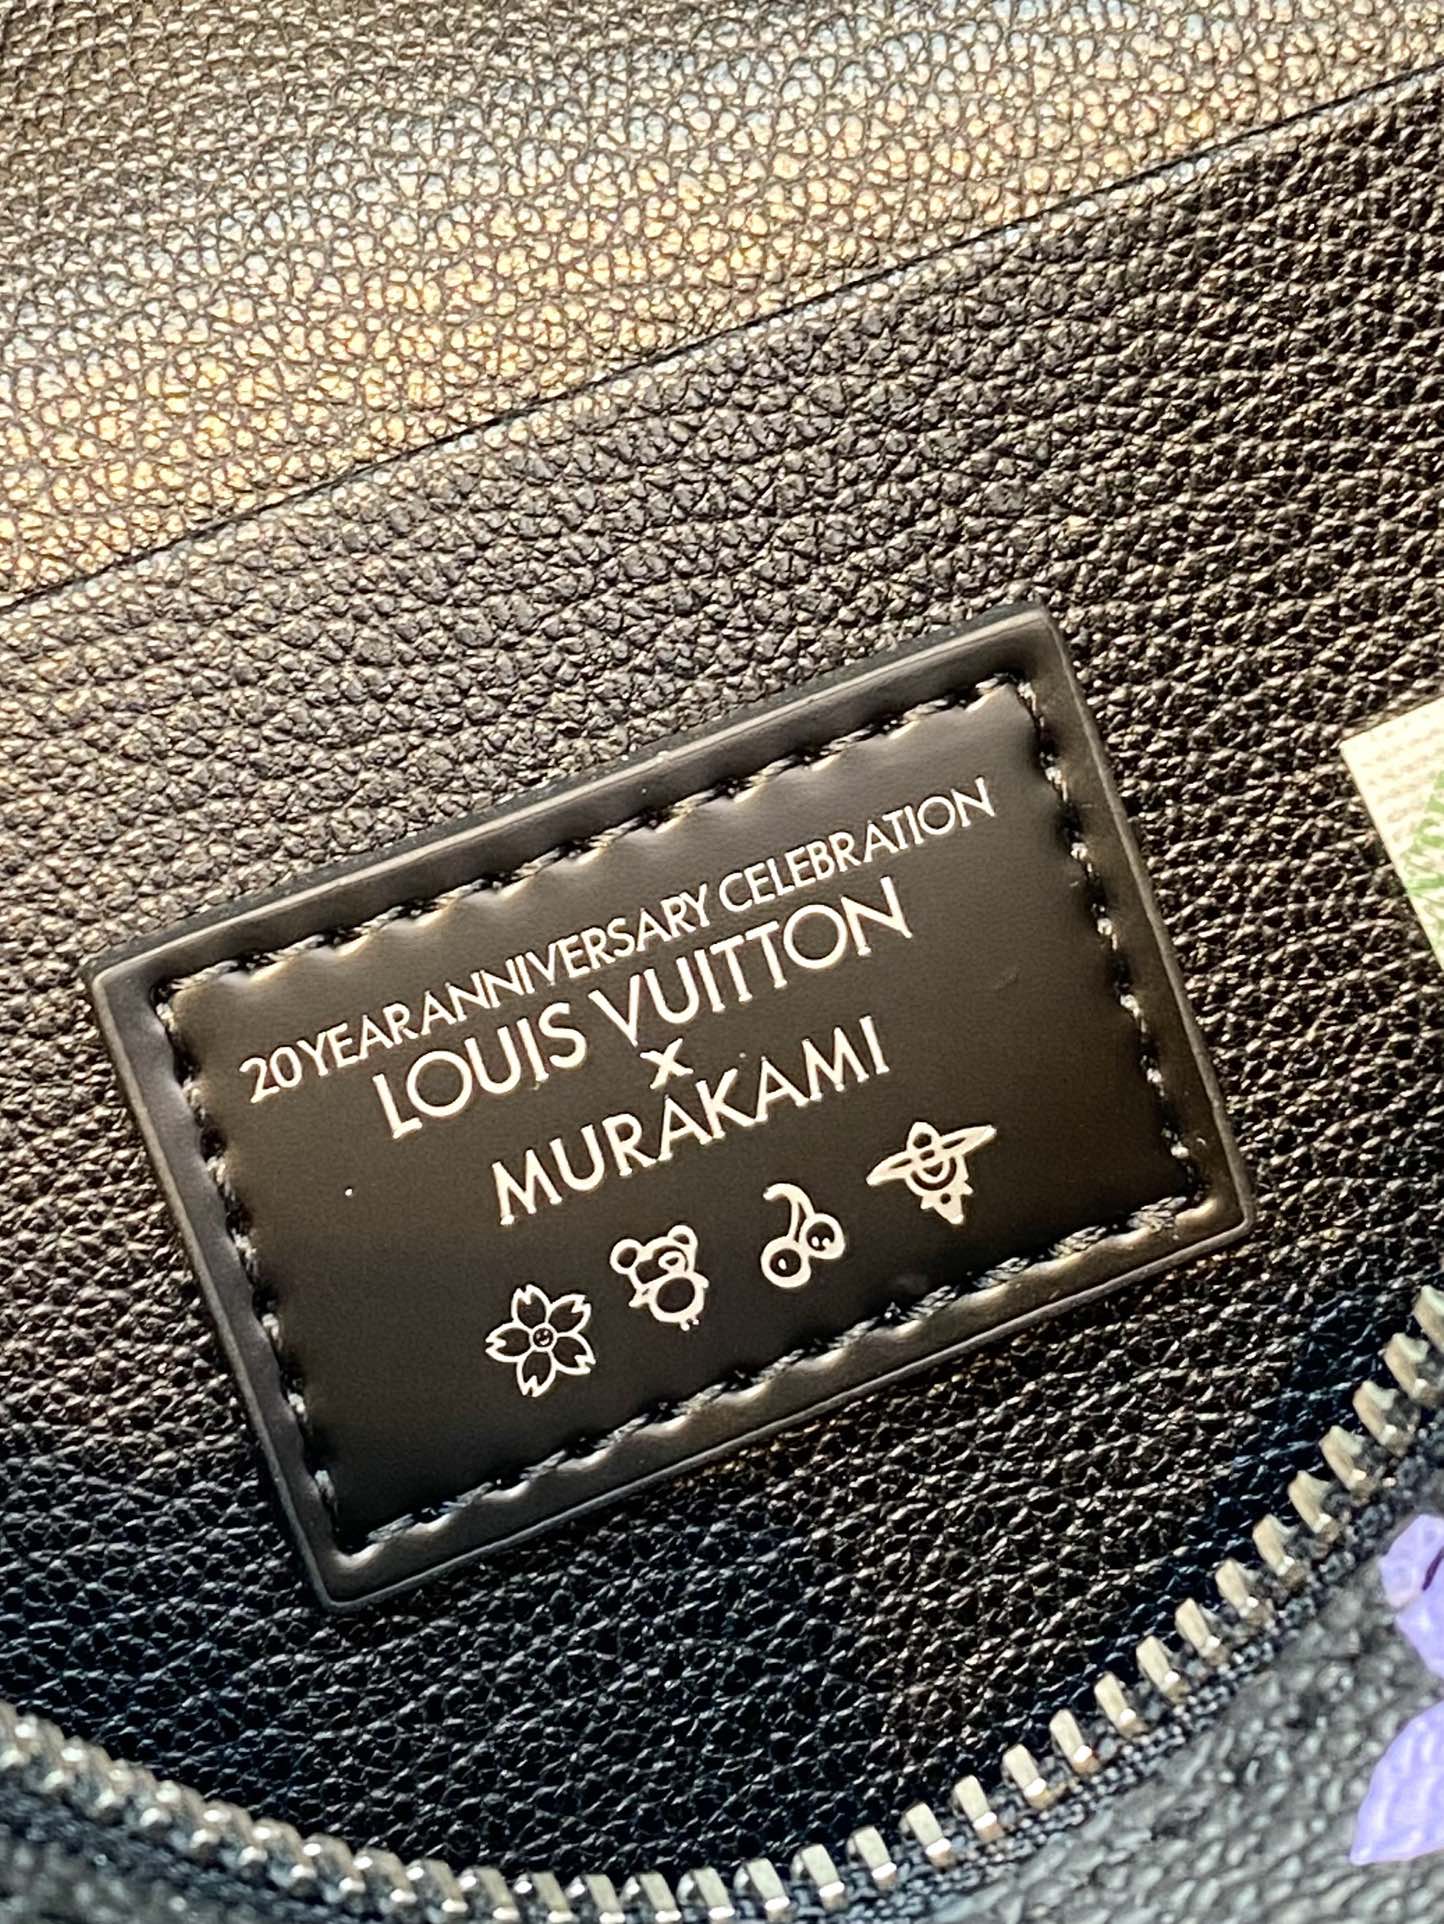 20 YEAR ANNIVERSARY CELEBRATION
LOUIS VUITTON
X
MURAKAMI